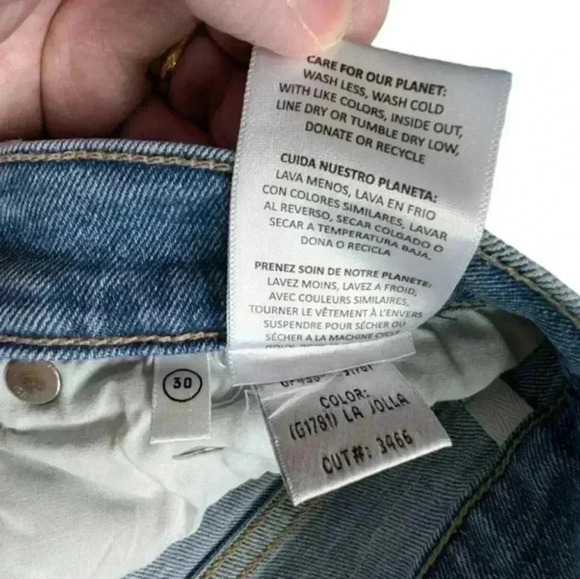 CARE FOR OUR PLANET:
WASH LESS, WASH COLD
WITH LIKE COLORS, INSIDE OUT,
LINE DRY OR TUMBLE DRY LOW,
DONATE OR RECYCLE
CUIDA NUESTRO PLANETA:
LAVA MENOS, LAVA EN FRIO
CON COLORES SIMILARES, LAVAR
AL REVERSO, SECAR COLGADO O
SECAR A TEMPERATURA BAJA.
DONA O RECICLA
PRENEZ SOIN DE NOTRE PLANETE:
LAVEZ MOINS, LAVEZ A FROID,
AVEC COULEURS SIMILAIRES,
TOURNER LE VÊTEMENT À L'ENVERS
SUSPENDRE POUR SÉCHER OU
SÉCHER A LA MACHINE CYCLE
30
COLOR:
(G1781) LA JOLLA
CUT#: 3466